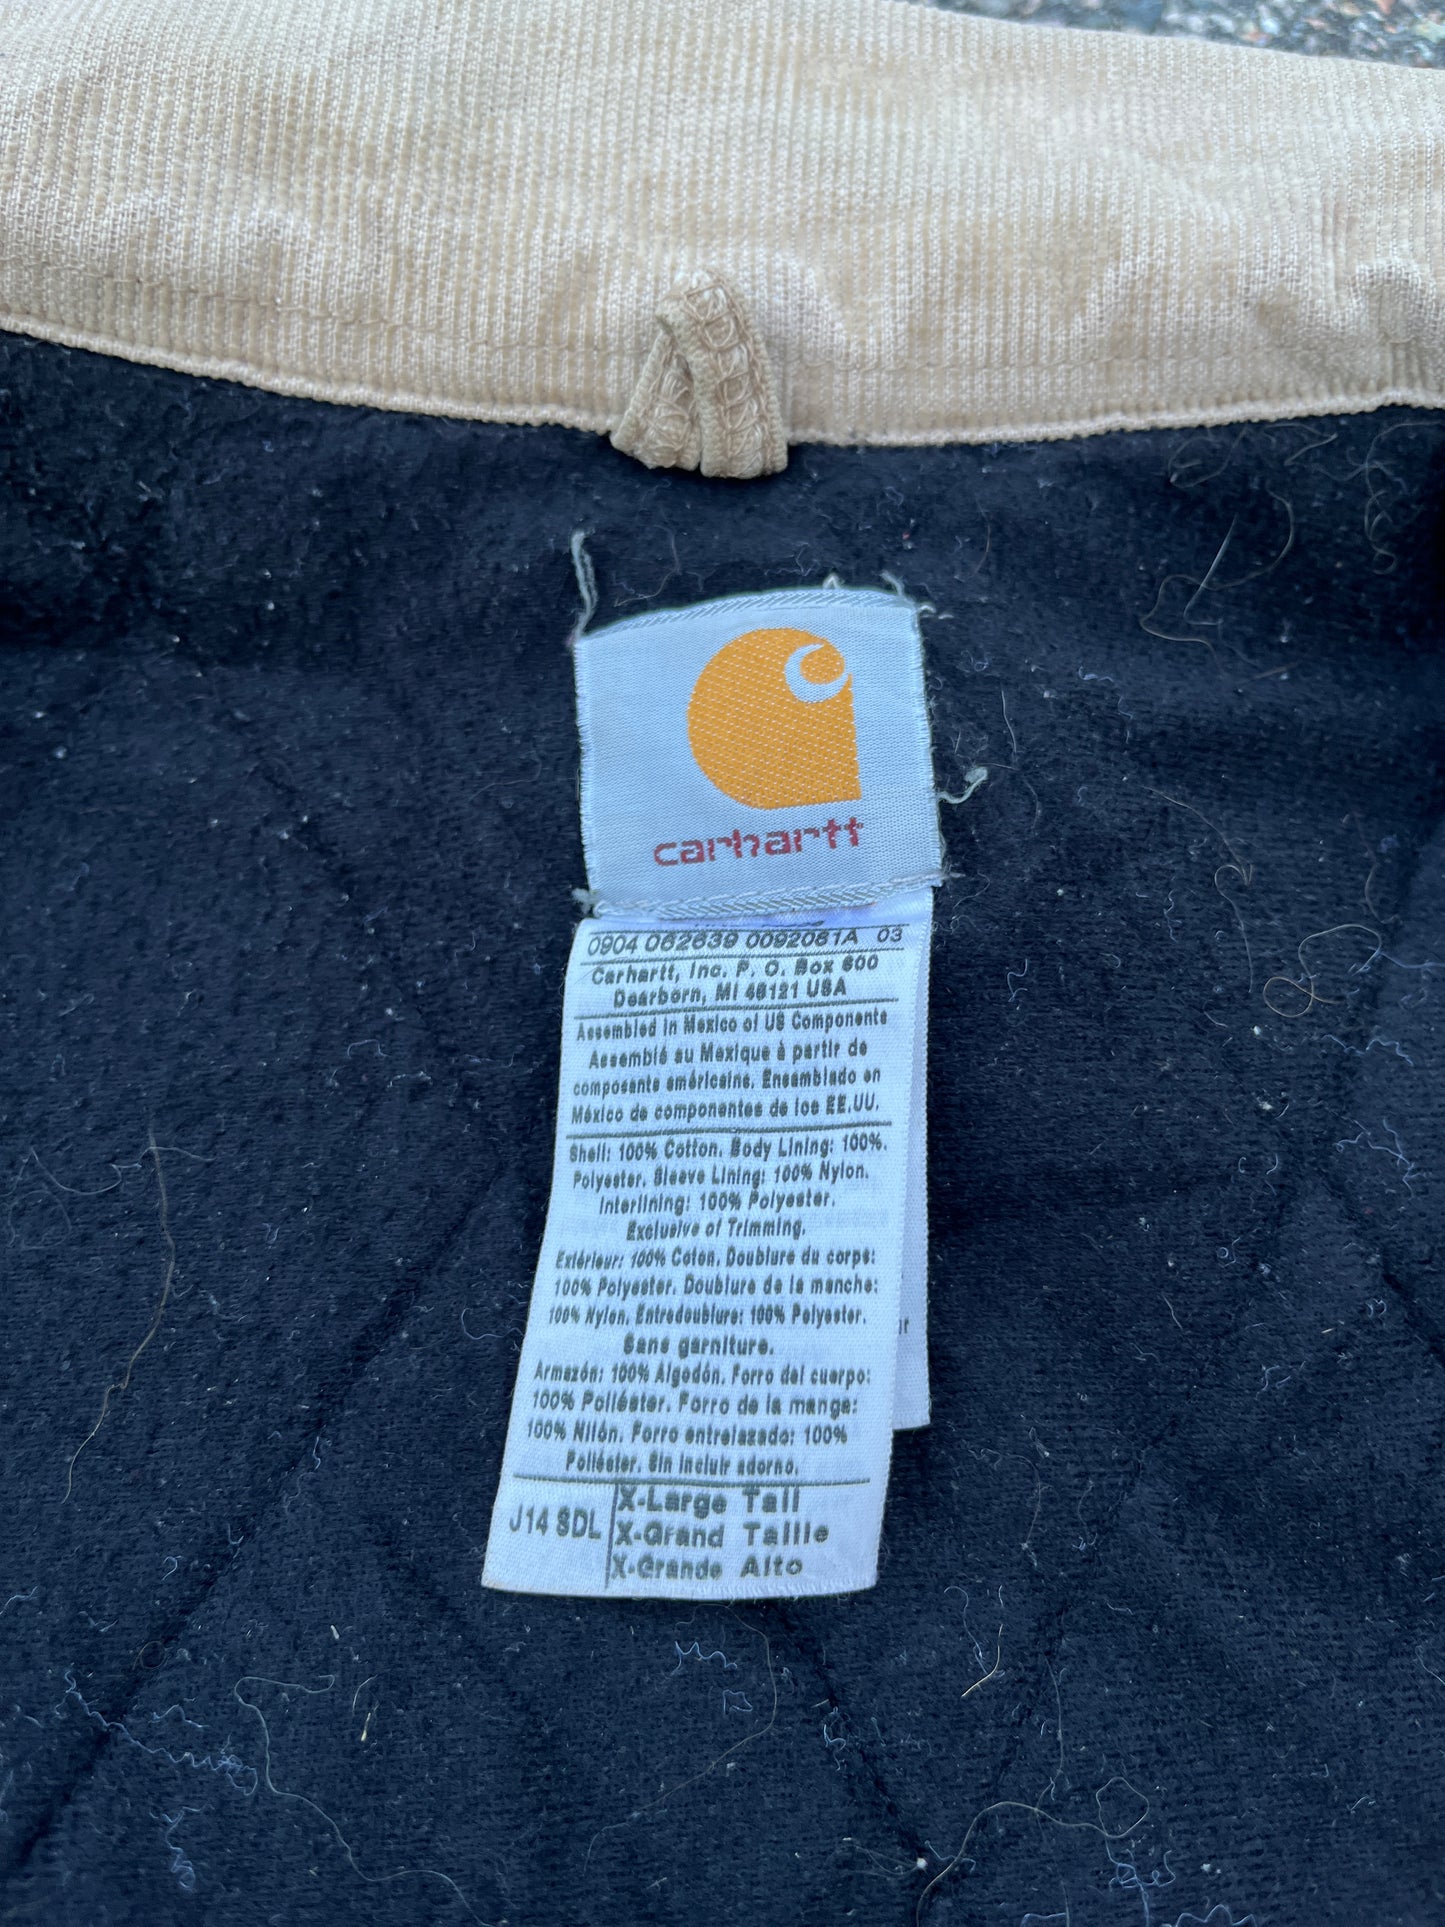 carhartt
0904 062639 0092081A 03
Carhartt, Inc. P. O. Box 600
Dearborn, MI 48121 USA
Assembled in Mexico of US Components
Assemblé au Mexique à partir de
composants américains. Ensamblado en
México de componentes de los EE.UU.
Shell: 100% Cotton. Body Lining: 100%.
Polyester. Sleeve Lining: 100% Nylon.
Interlining: 100% Polyester.
Exclusive of Trimming.
Extérieur: 100% Coton. Doublure du corps:
100% Polyester. Doublure de la manche:
100% Nylon. Entredoublure: 100% Polyester.
Sans garniture.
Armazón: 100% Algodón. Forro del cuerpo:
100% Poliéster. Forro de la manga:
100% Nilón. Forro entrelazado: 100%
Poliéster. Sin incluir adorno.
J14 SDL
X-Large Tall
X-Grand Taille
X-Grande Alto